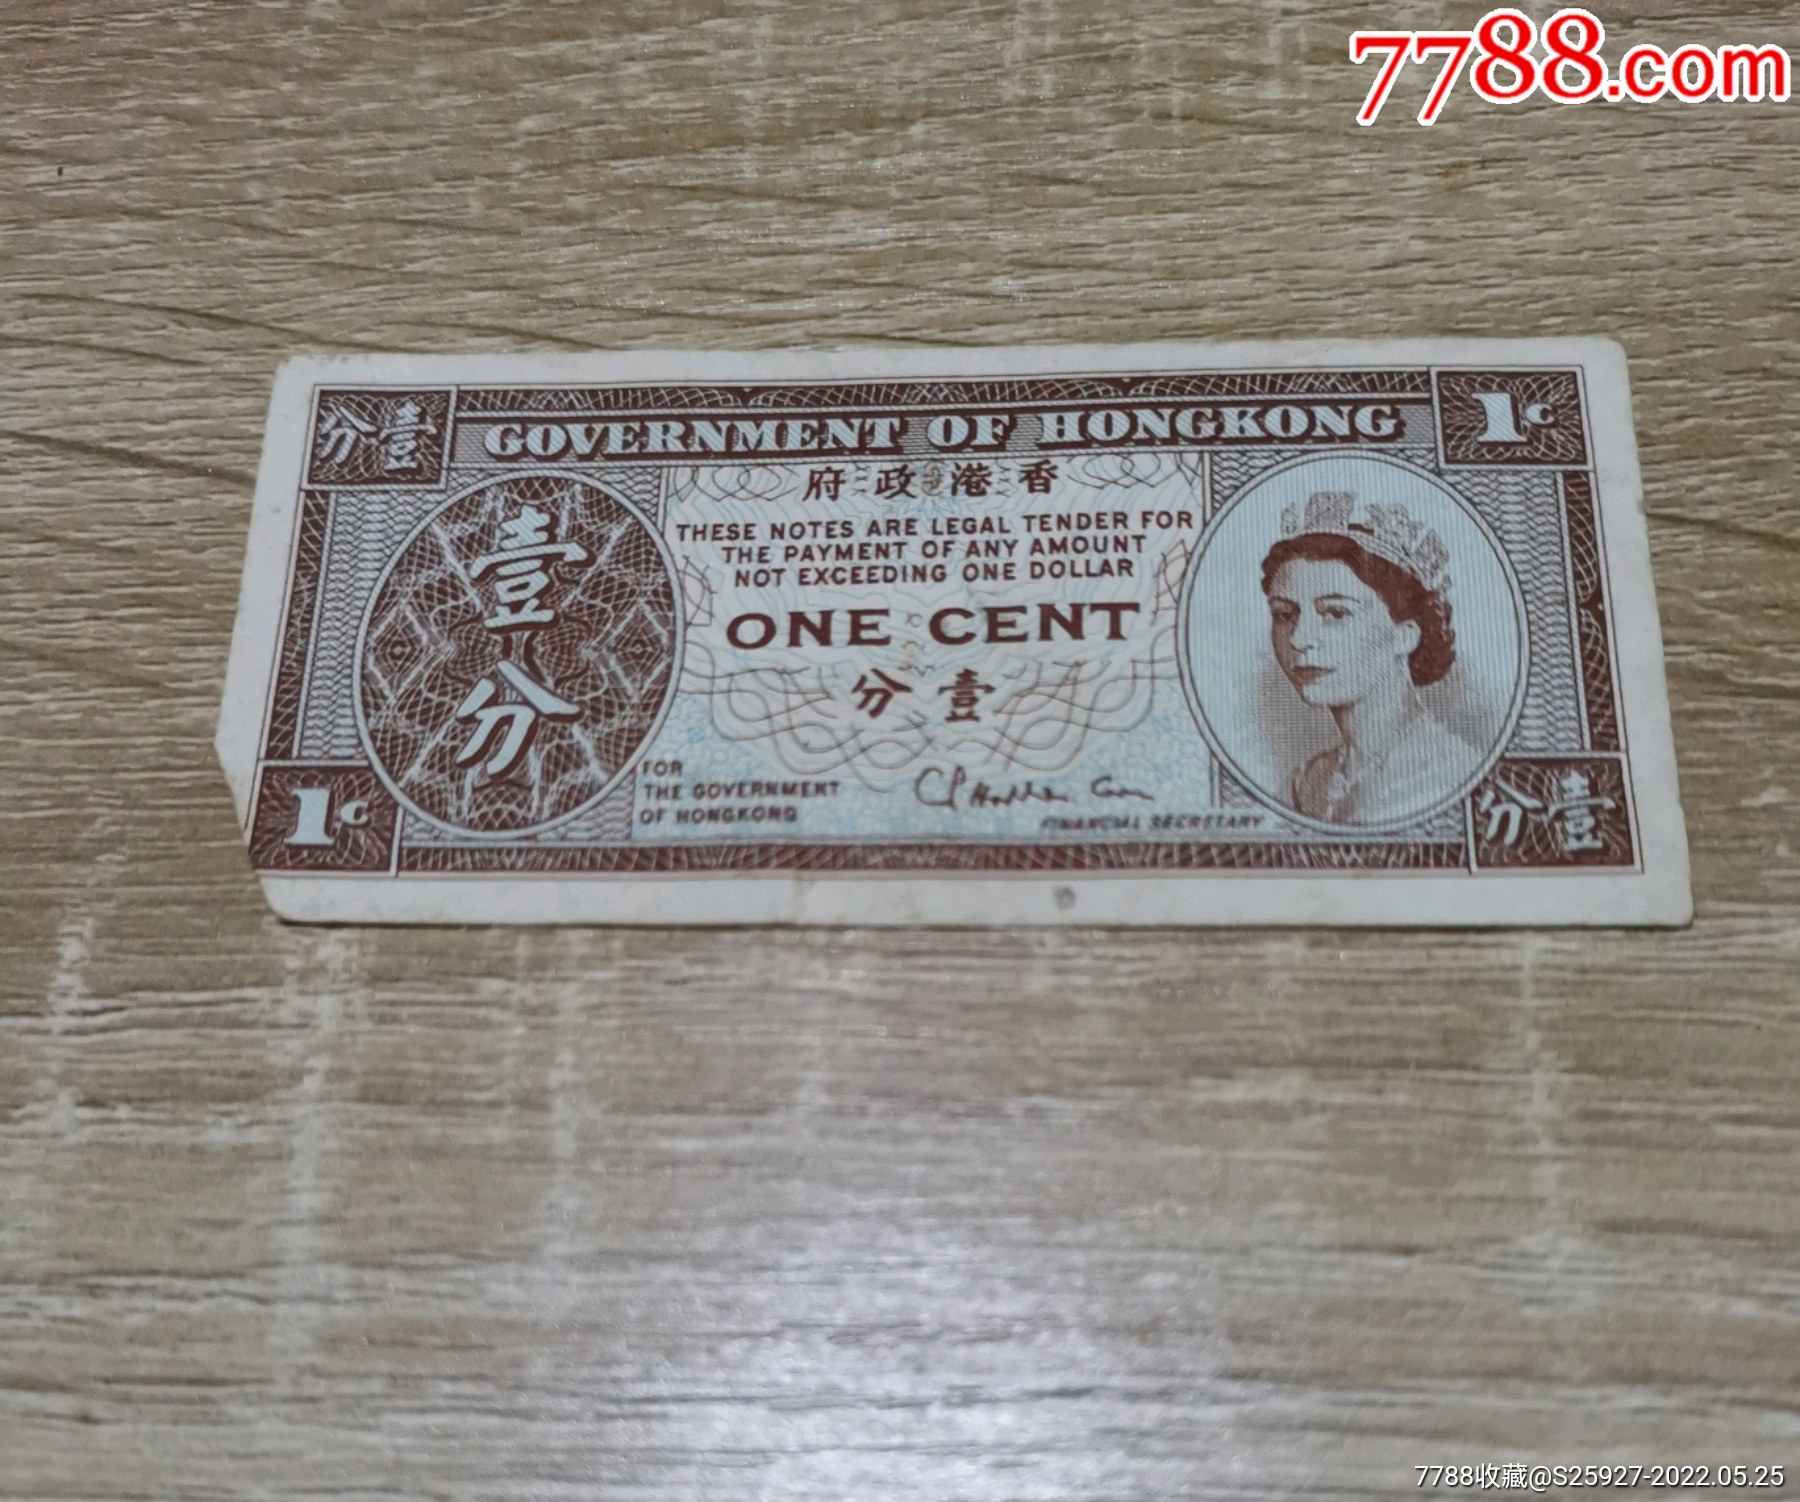 7788.com
分壹
GOVERNMENT OF HONGKONG
1c
府政港香
THESE NOTES ARE LEGAL TENDER FOR
THE PAYMENT OF ANY AMOUNT
NOT EXCEEDING ONE DOLLAR
壹
分
ONE CENT
分壹
FOR
THE GOVERNMENT
OF HONGKONG
FINANCIAL SECRETARY
1c
分壹
7788收藏@S25927-2022.05.25